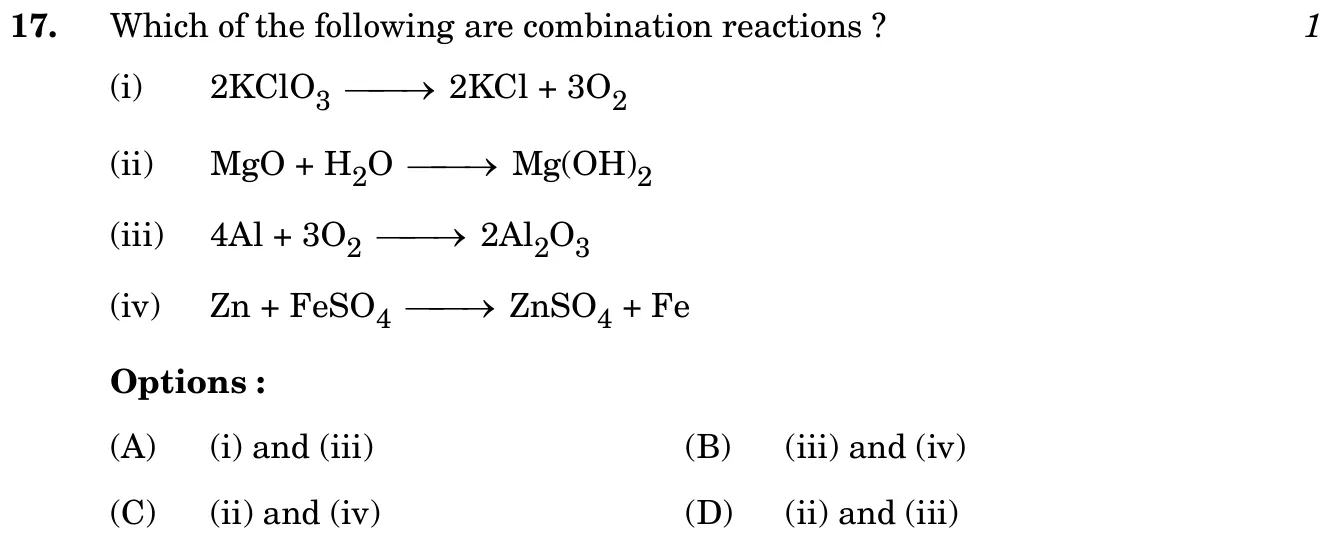 17. Which of the following are combination reactions ? 1
(i) 2KClO₃ ⟶ 2KCl + 3O₂
(ii) MgO + H₂O ⟶ Mg(OH)₂
(iii) 4Al + 3O₂ ⟶ 2Al₂O₃
(iv) Zn + FeSO₄ ⟶ ZnSO₄ + Fe
Options :
(A) (i) and (iii) (B) (iii) and (iv)
(C) (ii) and (iv) (D) (ii) and (iii)